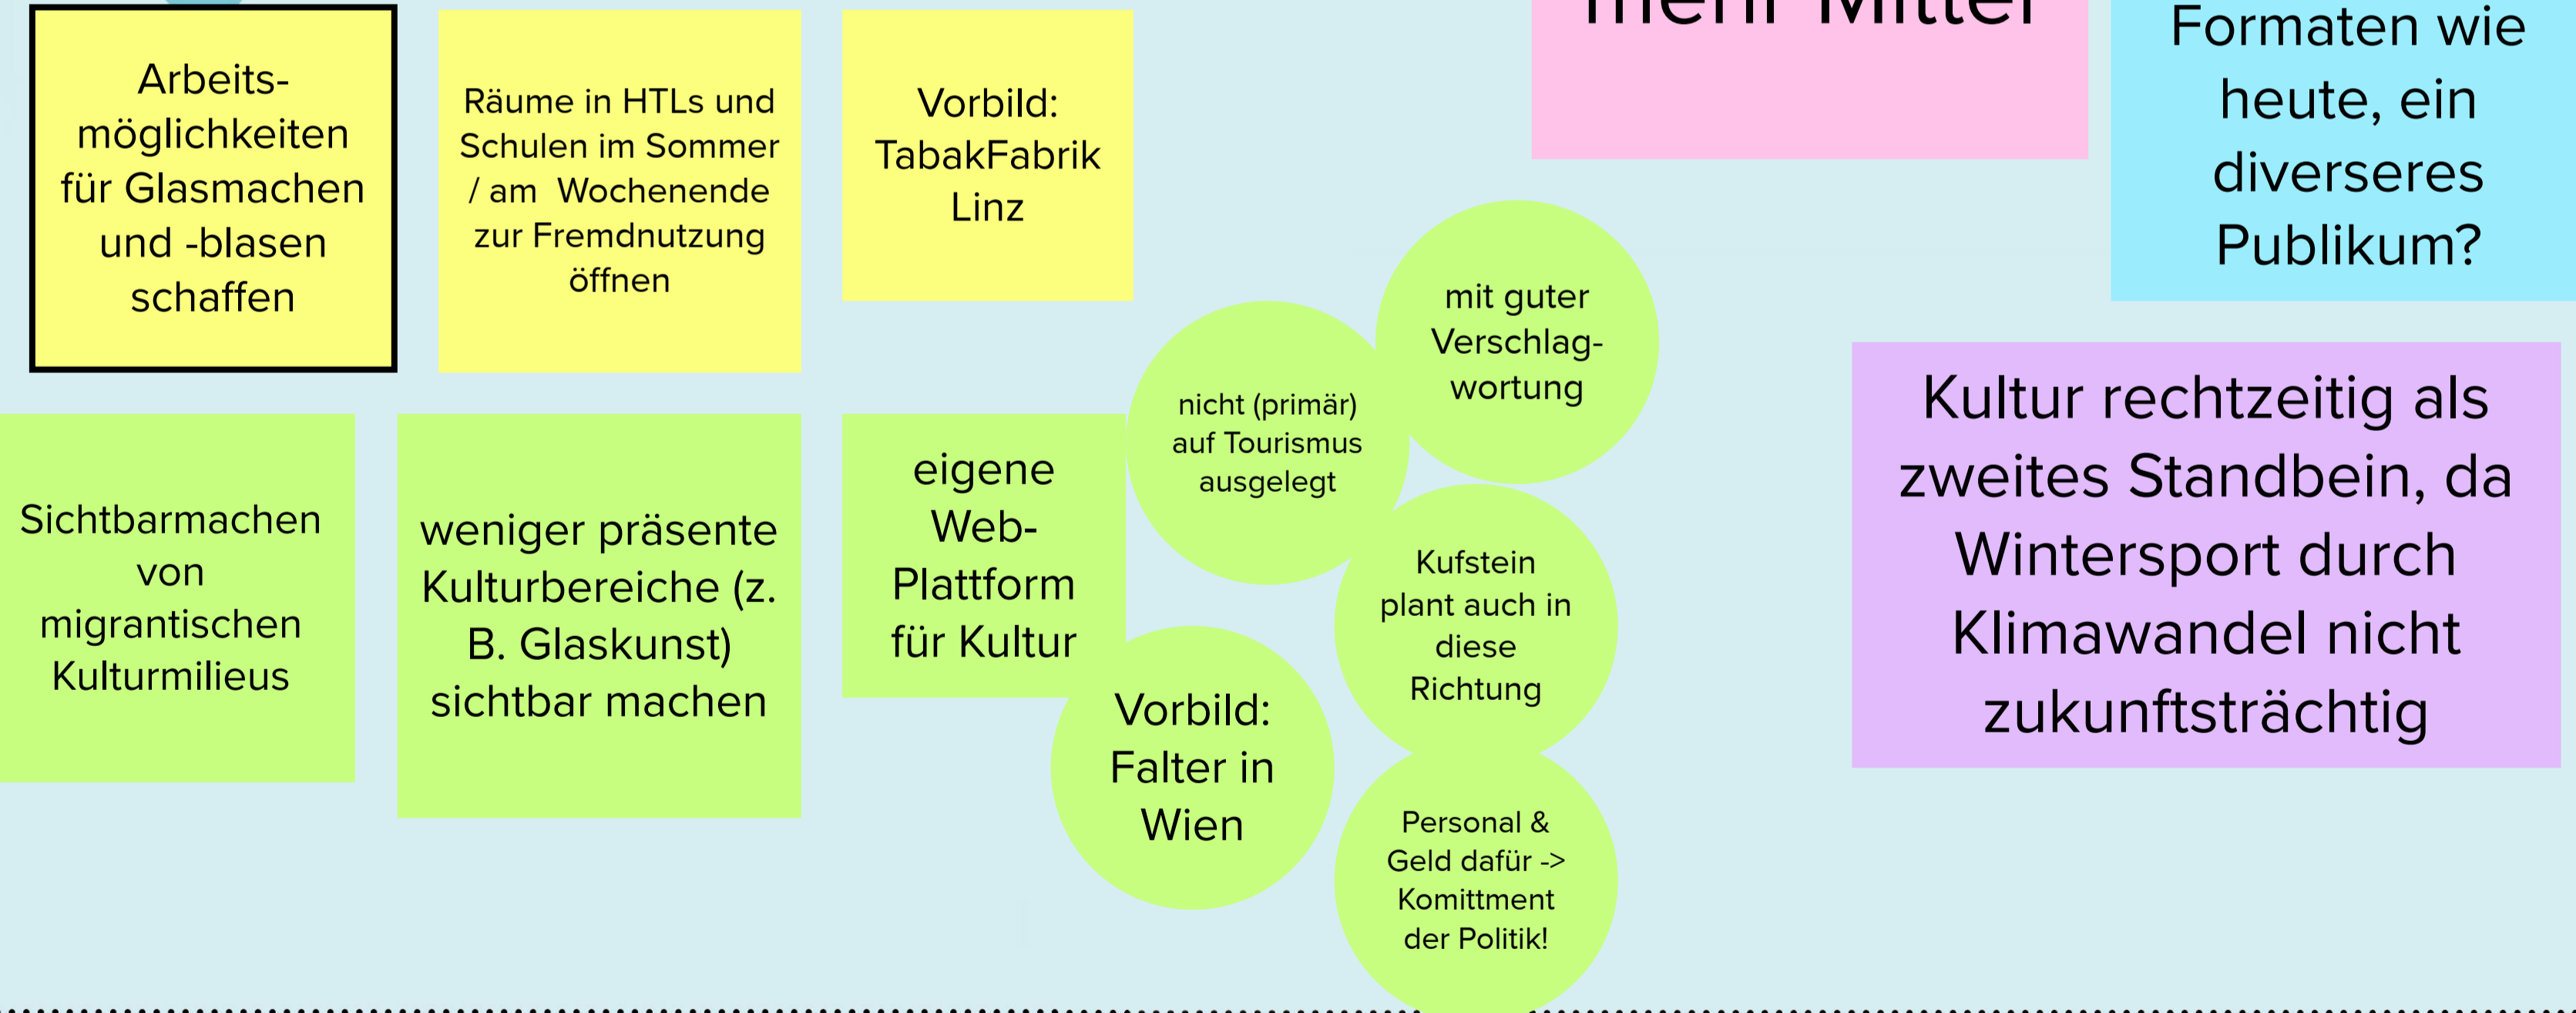 Arbeits-
möglichkeiten
für Glasmachen
und -blasen
schaffen
Räume in HTLs und
Schulen im Sommer
/ am  Wochenende
zur Fremdnutzung
öffnen
Vorbild:
TabakFabrik
Linz
mehr Mittel
Formaten wie
heute, ein
diverseres
Publikum?
Sichtbarmachen
von
migrantischen
Kulturmilieus
weniger präsente
Kulturbereiche (z.
B. Glaskunst)
sichtbar machen
eigene
Web-
Plattform
für Kultur
nicht (primär)
auf Tourismus
ausgelegt
mit guter
Verschlag-
wortung
Kufstein
plant auch in
diese
Richtung
Vorbild:
Falter in
Wien
Personal &
Geld dafür ->
Komittment
der Politik!
Kultur rechtzeitig als
zweites Standbein, da
Wintersport durch
Klimawandel nicht
zukunftsträchtig